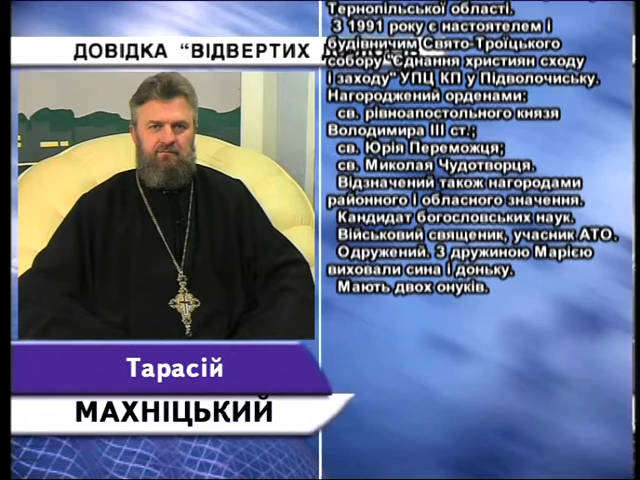 ДОВІДКА "ВІДВЕРТИХ
Тарасій
МАХНІЦЬКИЙ
Тернопільської області.
З 1991 року є настоятелем і
будівничим Свято-Троїцького
собору "Єднання християн сходу
і заходу" УПЦ КП у Підволочиську.
Нагороджений орденами:
св. рівноапостольного князя
Володимира ІІІ ст.;
св. Юрія Переможця;
св. Миколая Чудотворця.
Відзначений також нагородами
районного і обласного значення.
Кандидат богословських наук.
Військовий священик, учасник АТО.
Одружений. З дружиною Марією
виховали сина і доньку.
Мають двох онуків.